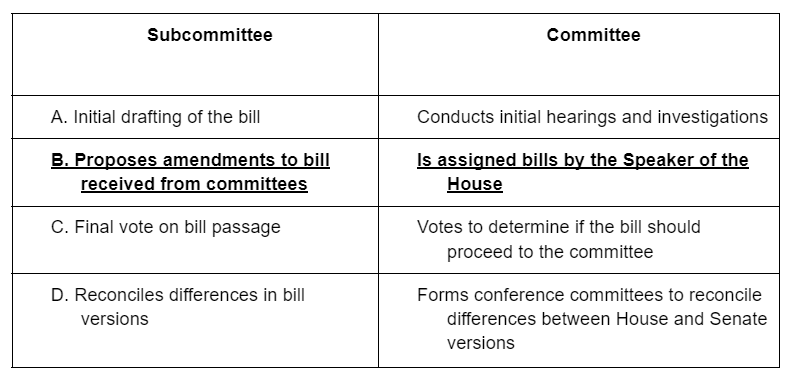 Subcommittee
Committee
A. Initial drafting of the bill
Conducts initial hearings and investigations
B. Proposes amendments to bill
received from committees
Is assigned bills by the Speaker of the
House
C. Final vote on bill passage
Votes to determine if the bill should
proceed to the committee
D. Reconciles differences in bill
versions
Forms conference committees to reconcile
differences between House and Senate
versions